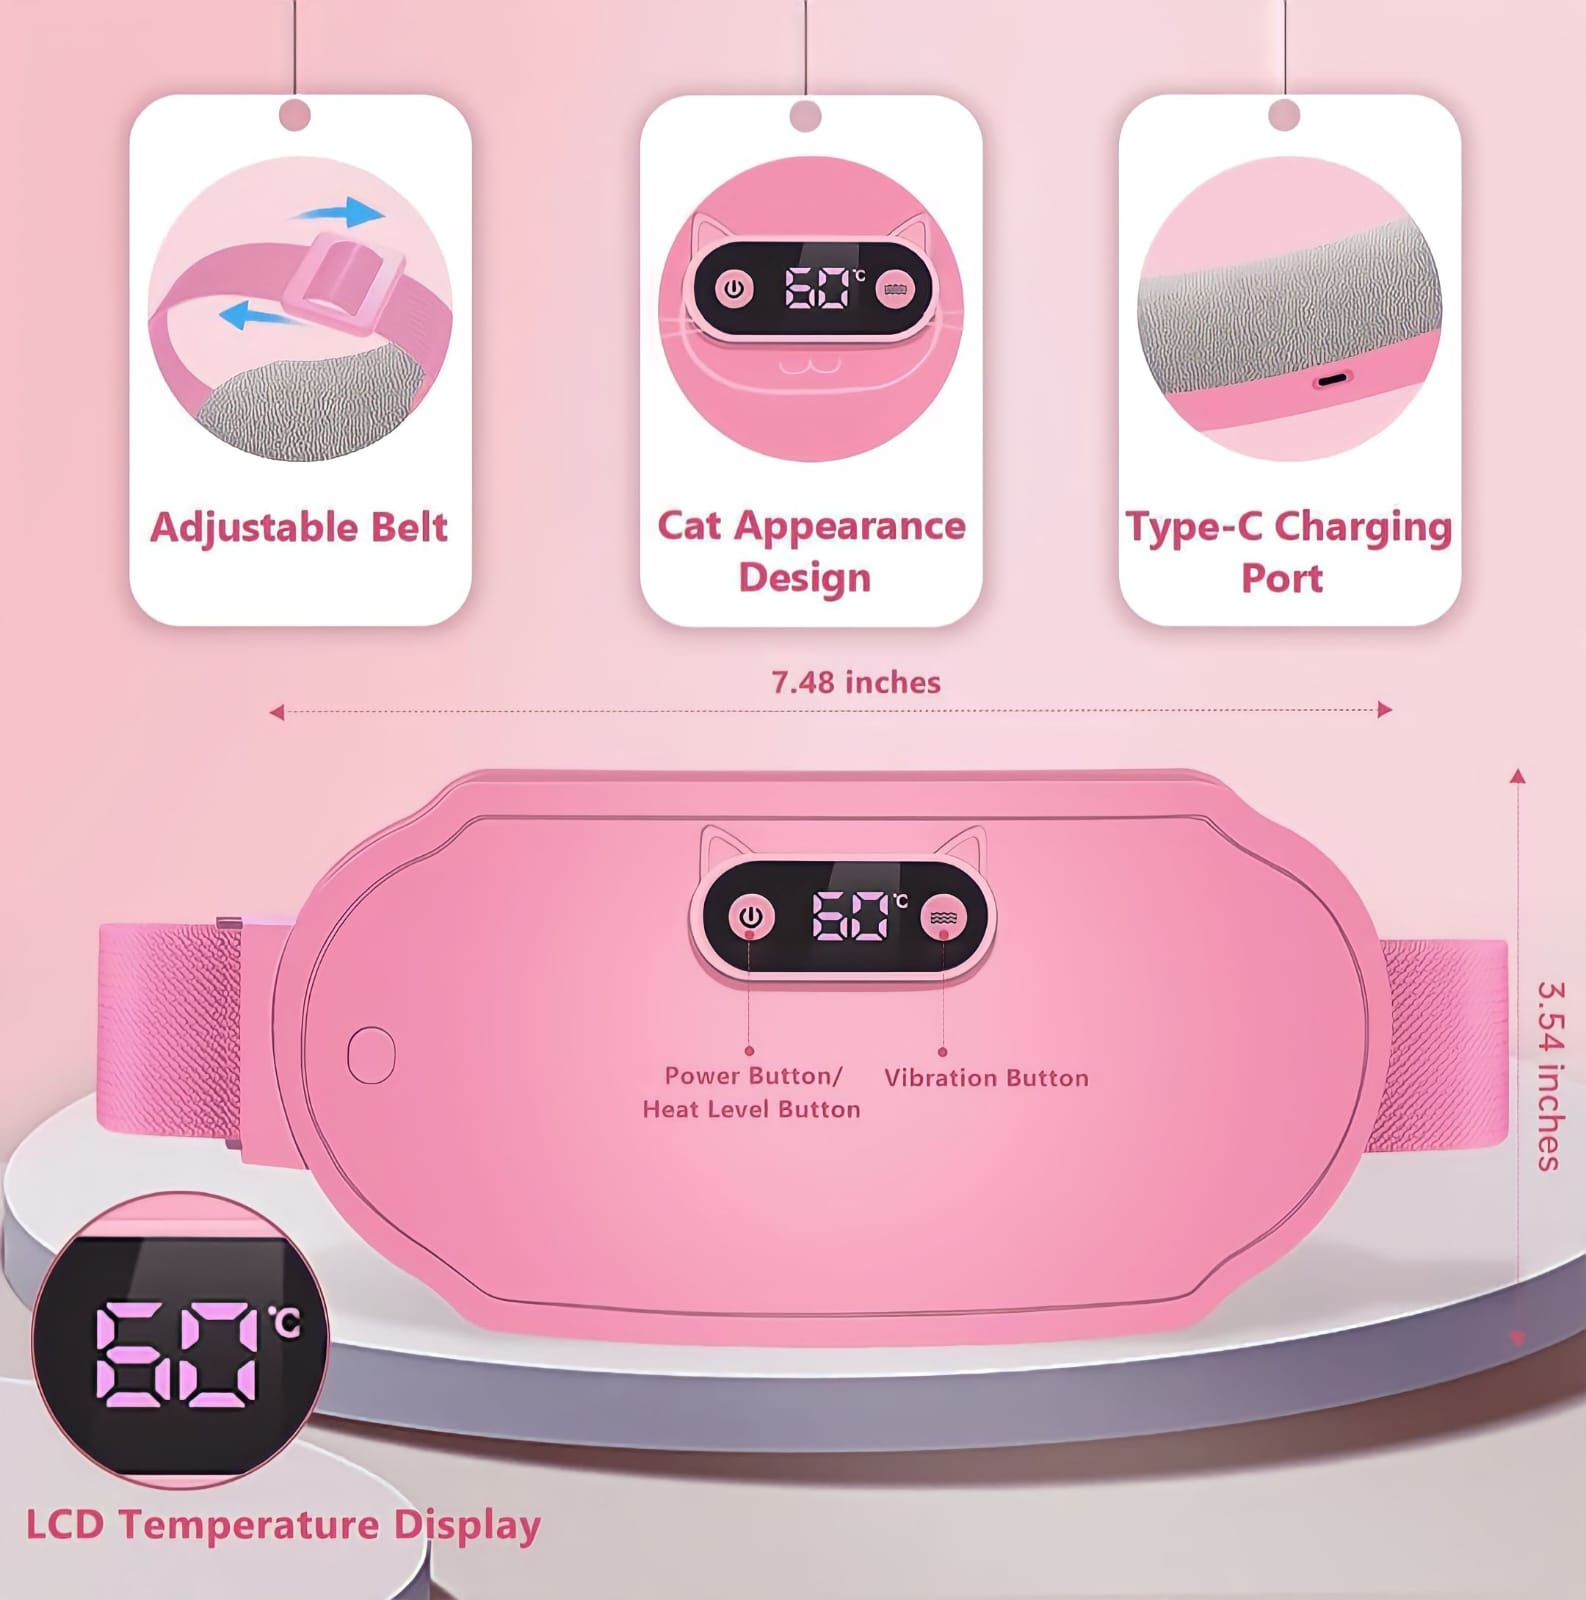 60°C
Adjustable Belt
Cat Appearance
Design
Type-C Charging
Port
7.48 inches
60°C
Power Button/
Heat Level Button
Vibration Button
3.54 inches
60°C
LCD Temperature Display